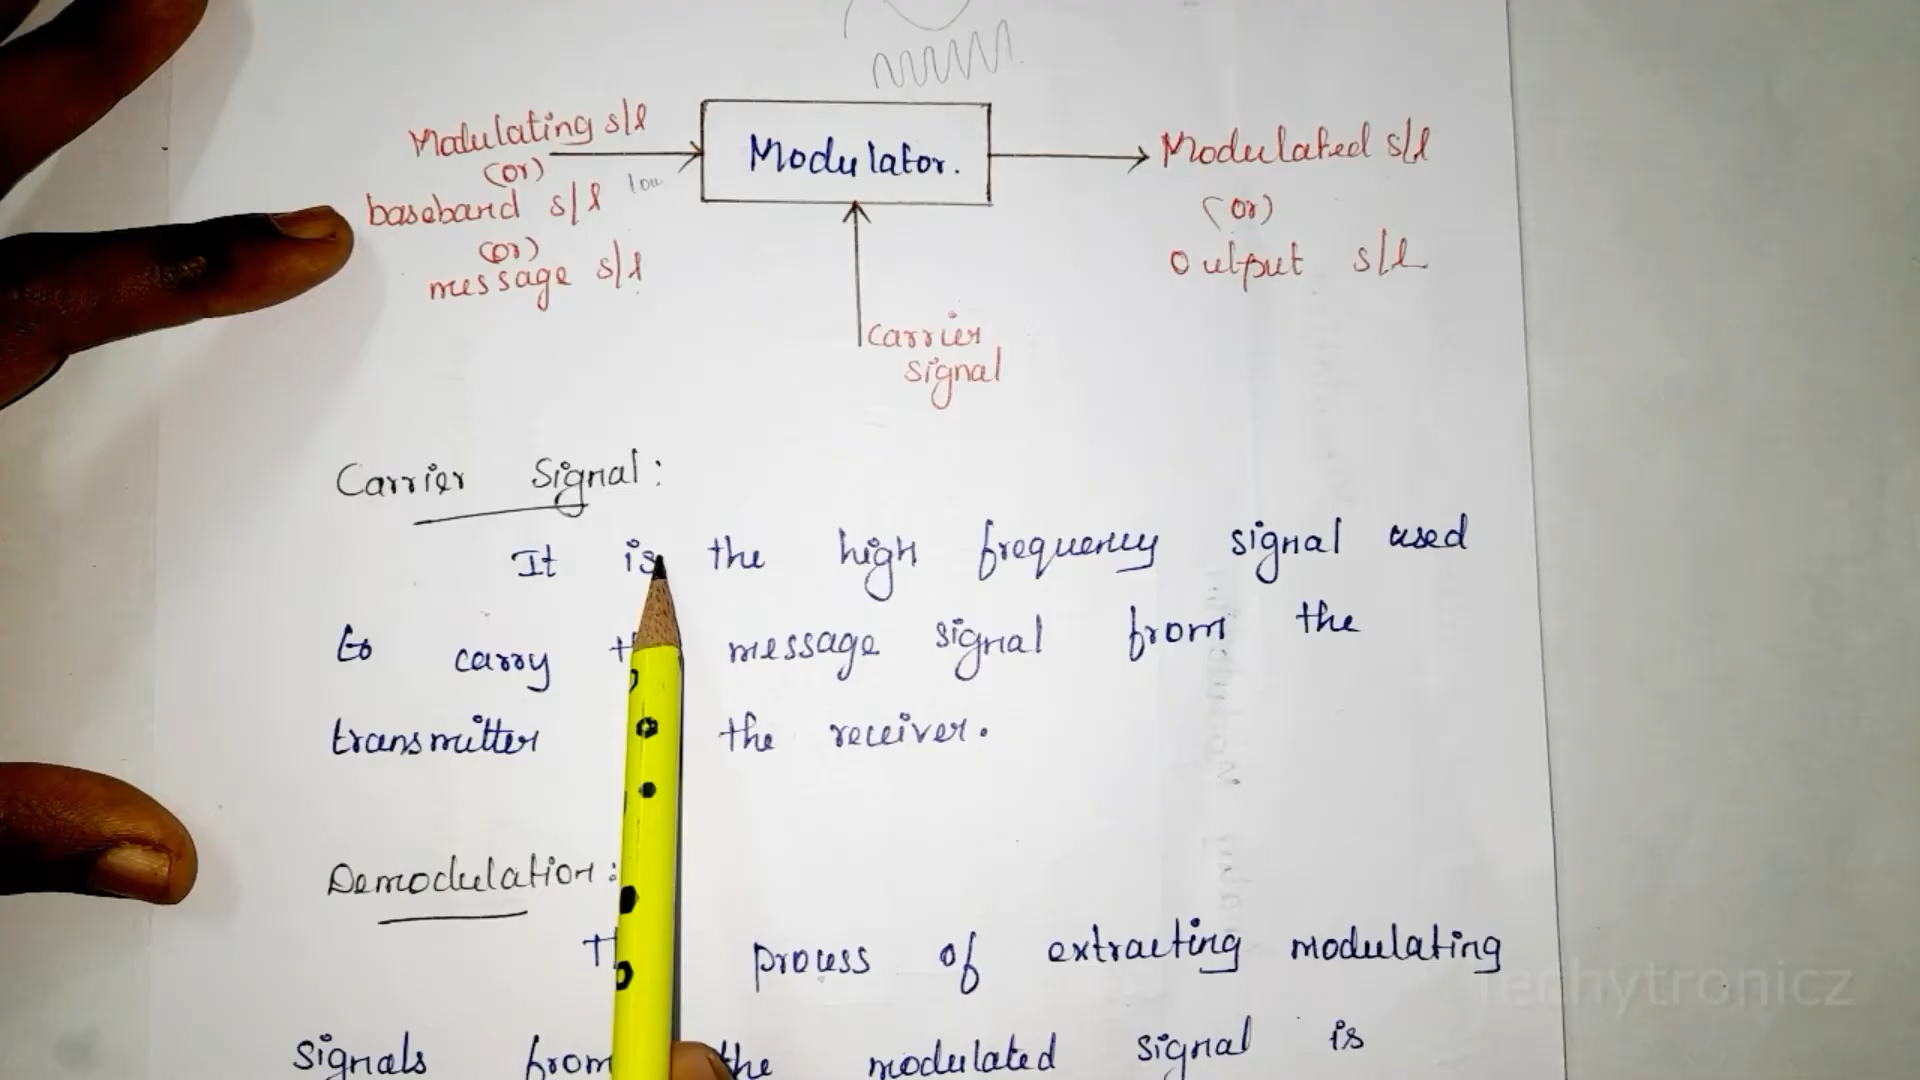 Modulating s/l
(or)
baseband s/l low
(or)
message s/l
Modulator.
Modulated s/l
(or)
output s/l
carrier
signal
Carrier Signal:
It is the high frequency signal used
to carry message signal from the
transmitter the receiver.
Demodulation:
process of extracting modulating
signals from the modulated signal is
Techytronicz